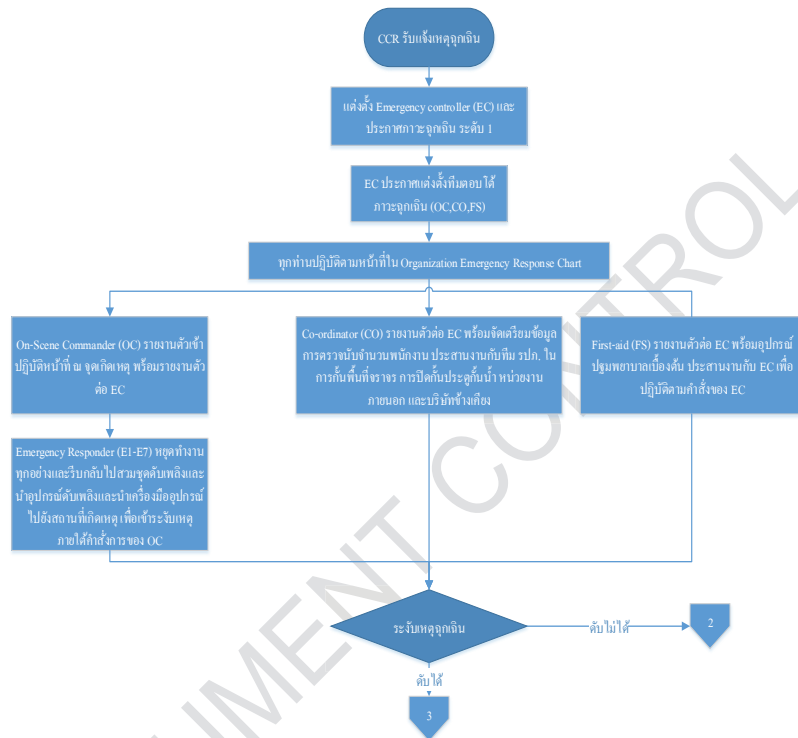 CCR รับแจ้งเหตุฉุกเฉิน
แต่งตั้ง Emergency controller (EC) และ
ประกาศภาวะฉุกเฉิน ระดับ 1
EC ประกาศแต่งตั้งทีมตอบโต้
ภาวะฉุกเฉิน (OC,CO,FS)
ทุกท่านปฏิบัติตามหน้าที่ใน Organization Emergency Response Chart
On-Scene Commander (OC) รายงานตัวเข้า
ปฏิบัติหน้าที่ ณ จุดเกิดเหตุ พร้อมรายงานตัว
ต่อ EC
Co-ordinator (CO) รายงานตัวต่อ EC พร้อมจัดเตรียมข้อมูล
การตรวจนับจำนวนพนักงาน ประสานงานกับทีม รปภ. ใน
การกั้นพื้นที่จราจร การปิดกั้นประตูกั้นน้ำ หน่วยงาน
ภายนอก และบริษัทข้างเคียง
First-aid (FS) รายงานตัวต่อ EC พร้อมอุปกรณ์
ปฐมพยาบาลเบื้องต้น ประสานงานกับ EC เพื่อ
ปฏิบัติตามคำสั่งของ EC
Emergency Responder (E1-E7) หยุดทำงาน
ทุกอย่างและรีบกลับไปสวมชุดดับเพลิงและ
นำอุปกรณ์ดับเพลิงและนำเครื่องมืออุปกรณ์
ไปยังสถานที่เกิดเหตุ เพื่อเข้าระงับเหตุ
ภายใต้คำสั่งการของ OC
ระงับเหตุฉุกเฉิน
ดับไม่ได้
2
ดับได้
3
UMENT CONTROL